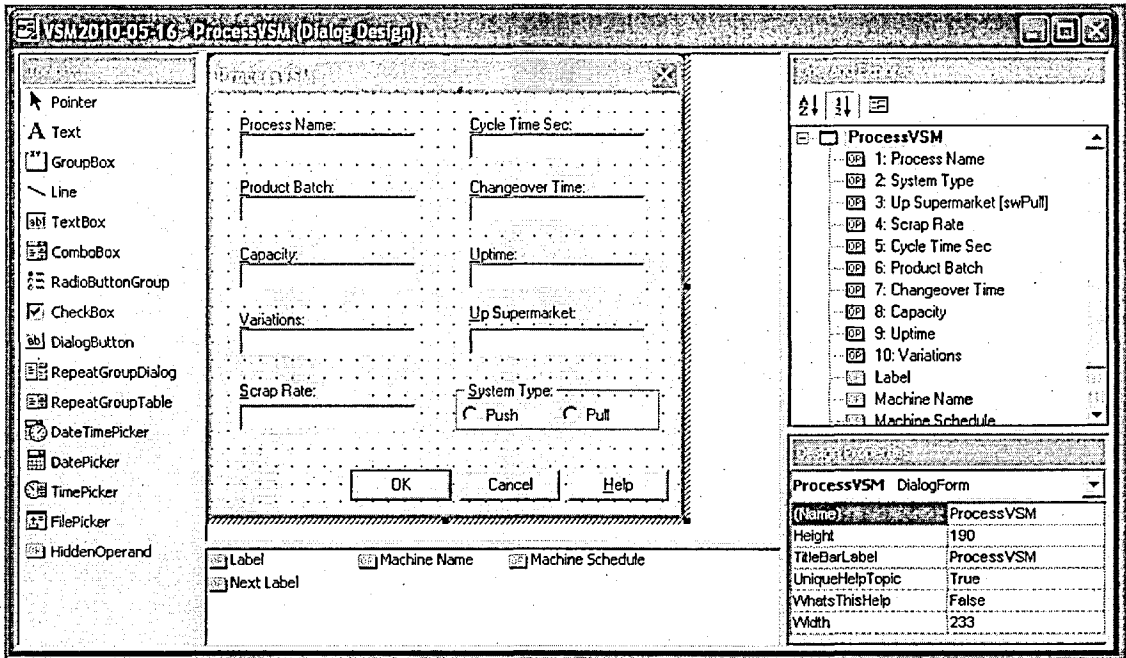 VSM2010-05-16 - ProcessVSM (Dialog Design)
Pointer
Text
GroupBox
Line
TextBox
ComboBox
RadioButtonGroup
CheckBox
DialogButton
RepeatGroupDialog
RepeatGroupTable
DateTimePicker
DatePicker
TimePicker
FilePicker
HiddenOperand
Process Name:
Cycle Time Sec:
Product Batch:
Changeover Time:
Capacity:
Uptime:
Variations:
Up Supermarket:
Scrap Rate:
System Type:
Push
Pull
OK
Cancel
Help
Label
Machine Name
Machine Schedule
Next Label
ProcessVSM
1: Process Name
2: System Type
3: Up Supermarket [swPull]
4: Scrap Rate
5: Cycle Time Sec
6: Product Batch
7: Changeover Time
8: Capacity
9: Uptime
10: Variations
Label
Machine Name
Machine Schedule
ProcessVSM DialogForm
(Name) ProcessVSM
Height 190
TitleBarLabel ProcessVSM
UniqueHelpTopic True
WhatsThisHelp False
Width 233